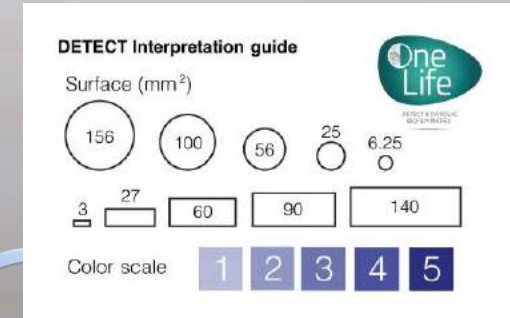 DETECT Interpretation guide
One
Life
Surface (mm²)
156
100
56
25
6.25
3
27
60
90
140
Color scale
1 2 3 4 5